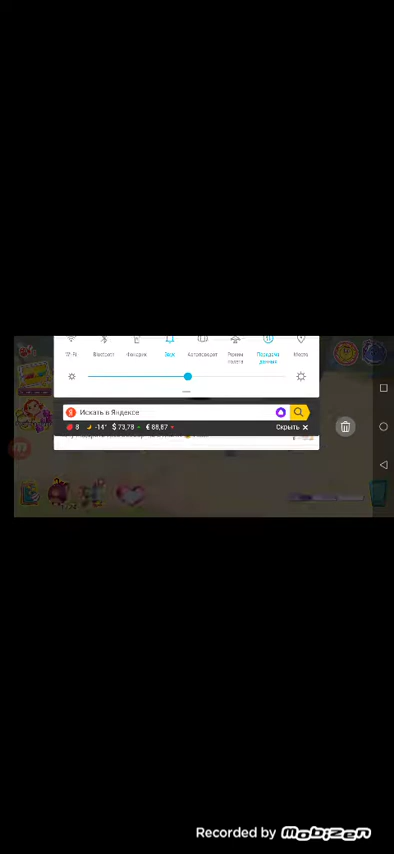 Wi-Fi Bluetooth Фонарик Звук Автоповорот Режим полета Передача данных Место
Искать в Яндексе
8 -14° $ 73,78 € 88,87 Скрыть ×
Recorded by mobizen